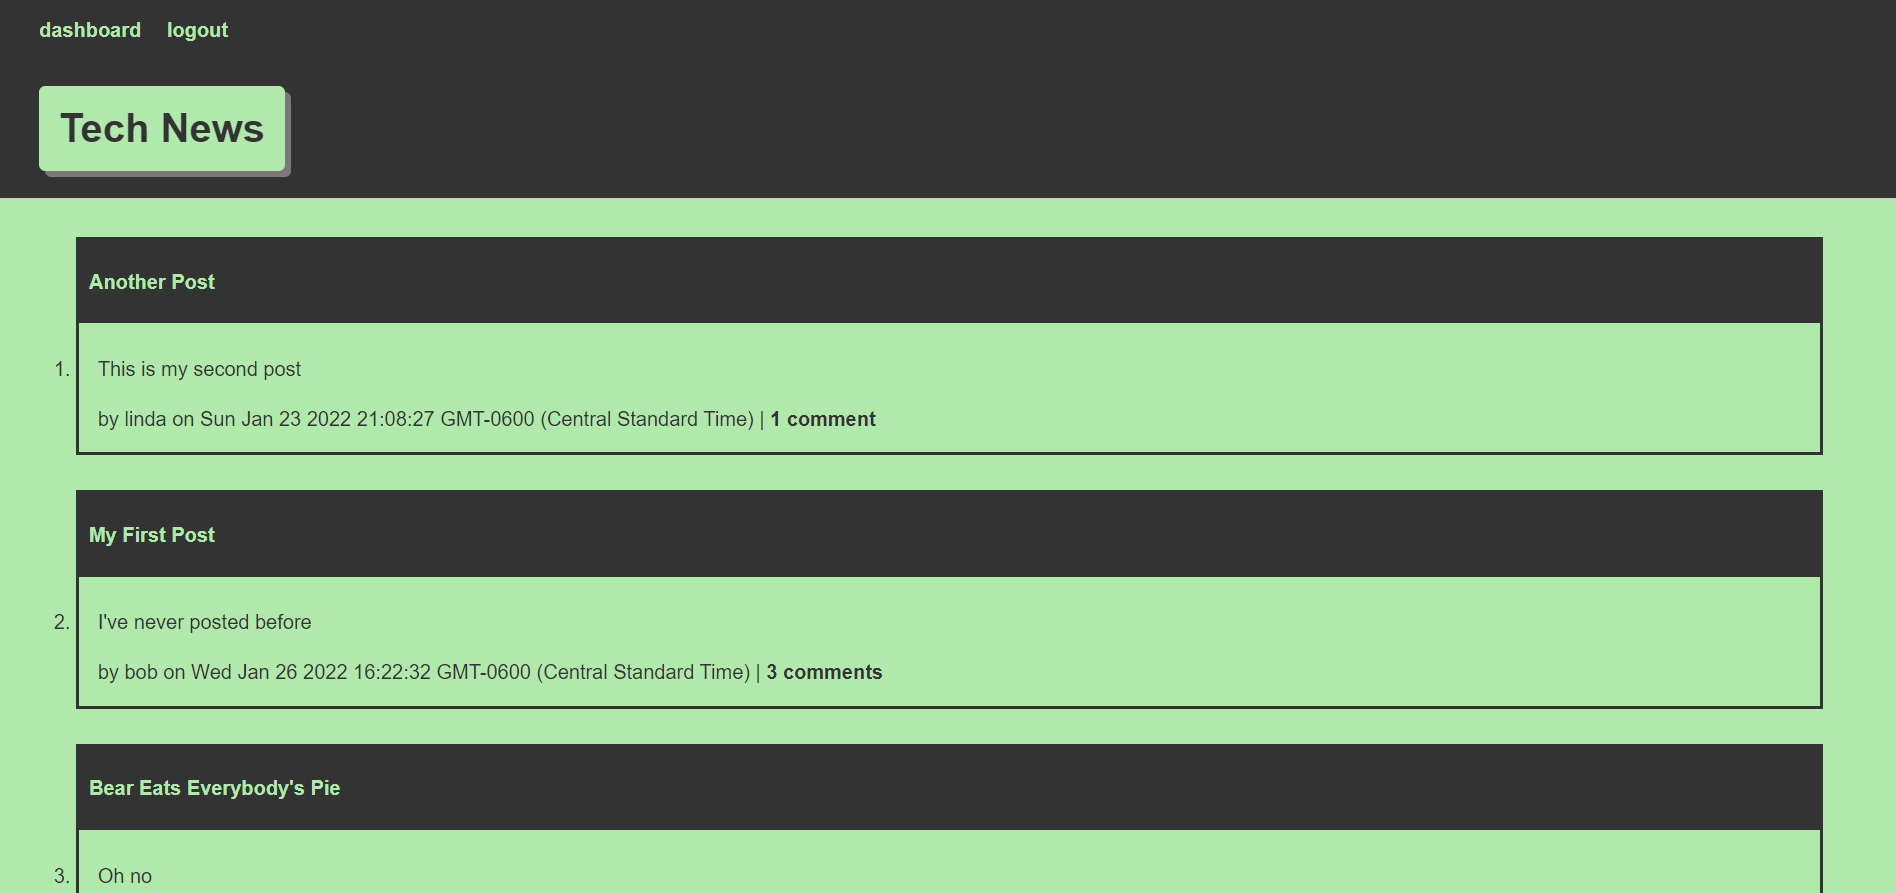 dashboard logout
Tech News
Another Post
1. This is my second post
by linda on Sun Jan 23 2022 21:08:27 GMT-0600 (Central Standard Time) | 1 comment
My First Post
2. I've never posted before
by bob on Wed Jan 26 2022 16:22:32 GMT-0600 (Central Standard Time) | 3 comments
Bear Eats Everybody's Pie
3. Oh no